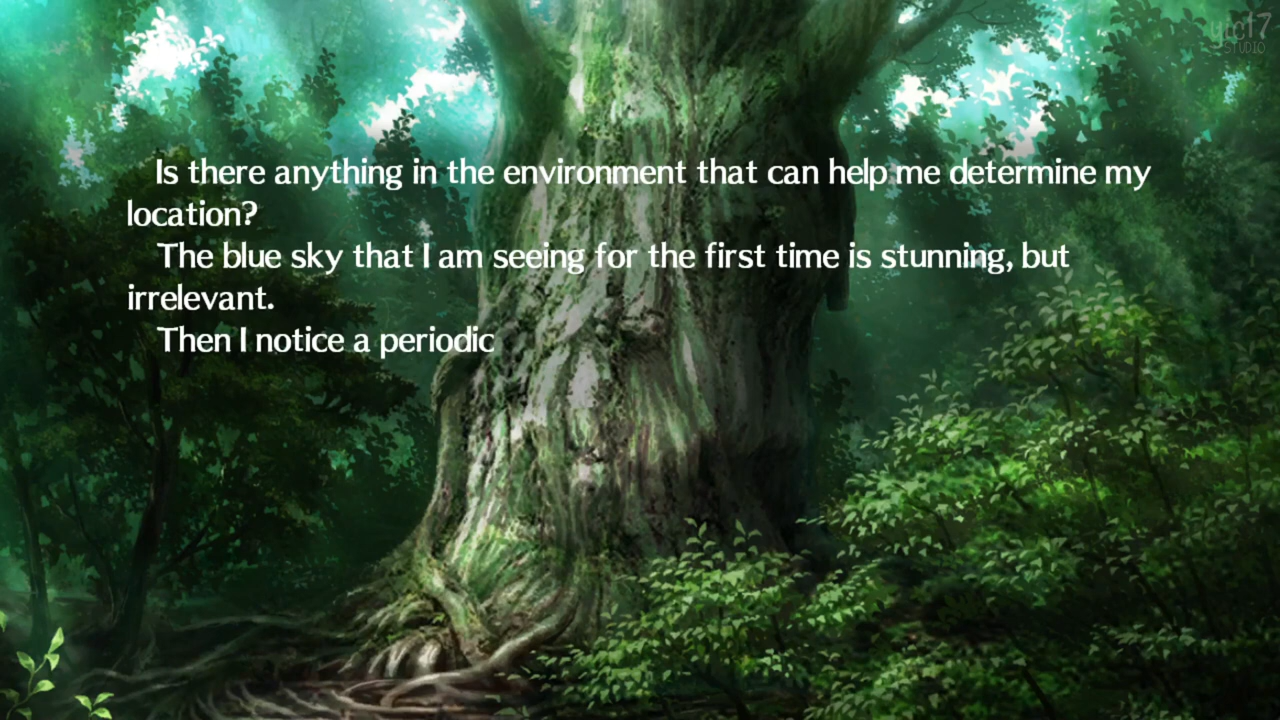 Is there anything in the environment that can help me determine my
location?
The blue sky that I am seeing for the first time is stunning, but
irrelevant.
Then I notice a periodic
STUDIO